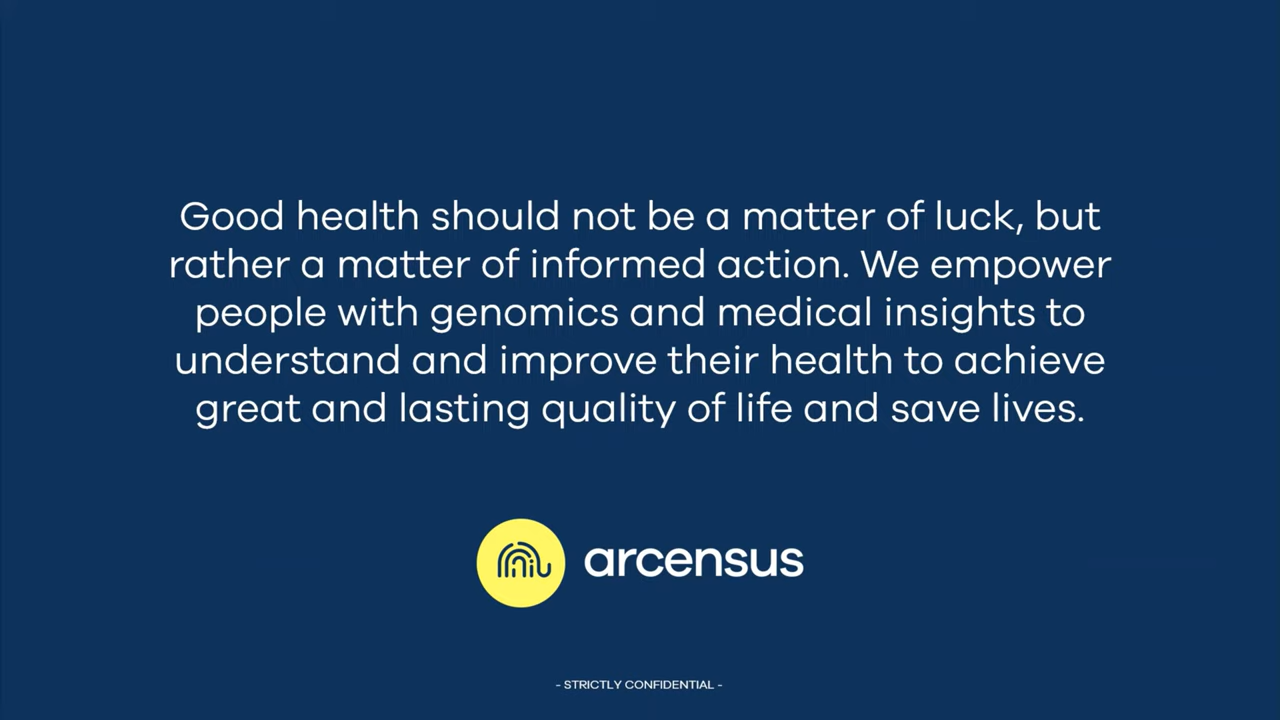 Good health should not be a matter of luck, but
rather a matter of informed action. We empower
people with genomics and medical insights to
understand and improve their health to achieve
great and lasting quality of life and save lives.
arcensus
- STRICTLY CONFIDENTIAL -